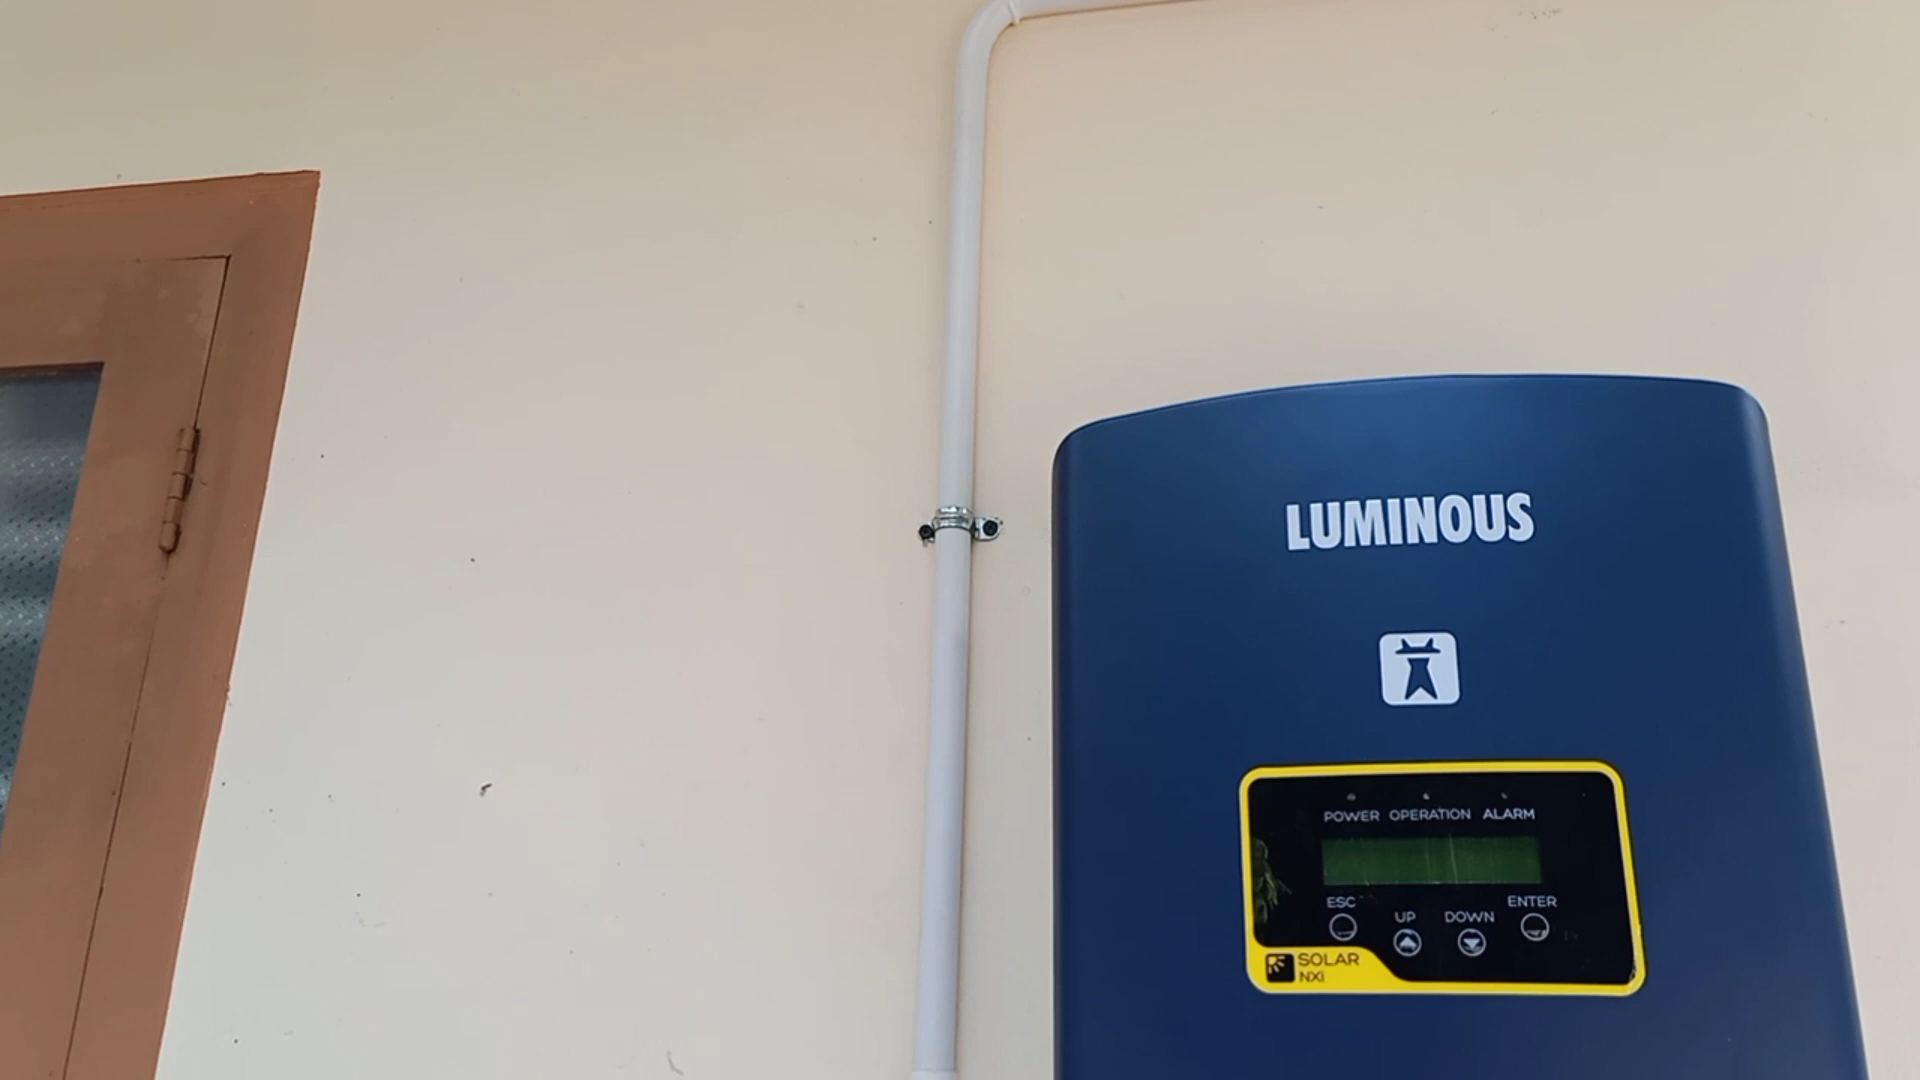 LUMINOUS
POWER OPERATION ALARM
ESC UP DOWN ENTER
SOLAR
NXi